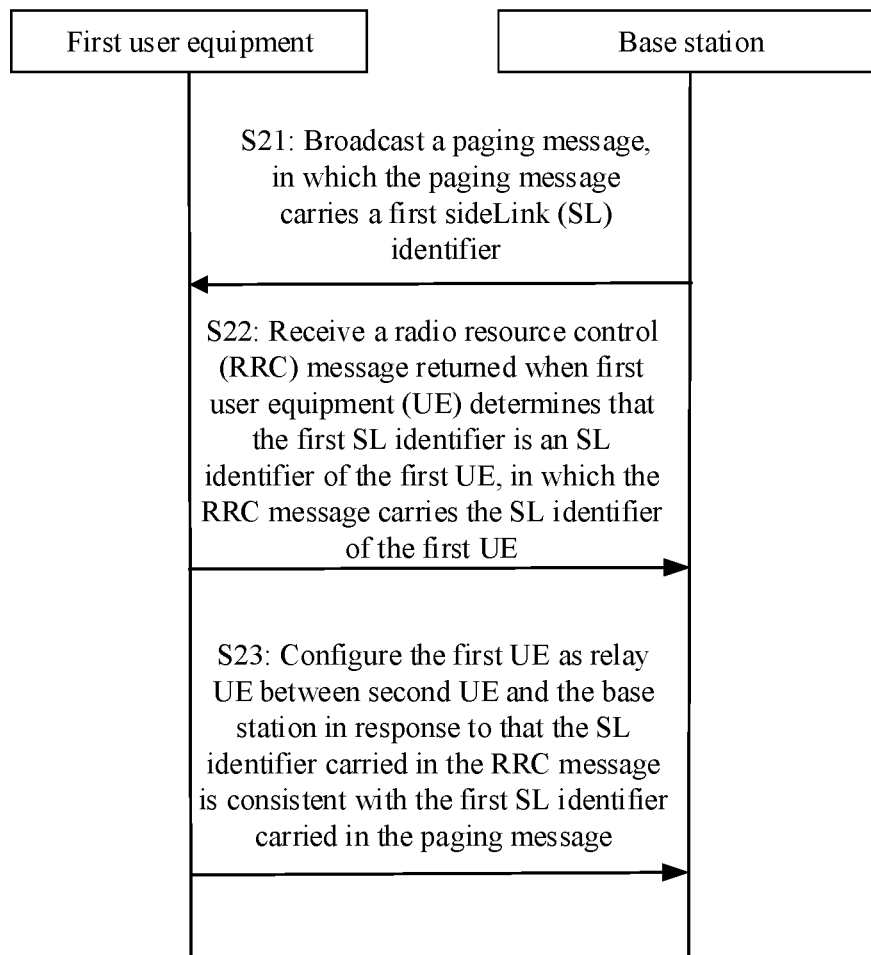 First user equipment
Base station
S21: Broadcast a paging message,
in which the paging message
carries a first sideLink (SL)
identifier
S22: Receive a radio resource control
(RRC) message returned when first
user equipment (UE) determines that
the first SL identifier is an SL
identifier of the first UE, in which the
RRC message carries the SL identifier
of the first UE
S23: Configure the first UE as relay
UE between second UE and the base
station in response to that the SL
identifier carried in the RRC message
is consistent with the first SL identifier
carried in the paging message